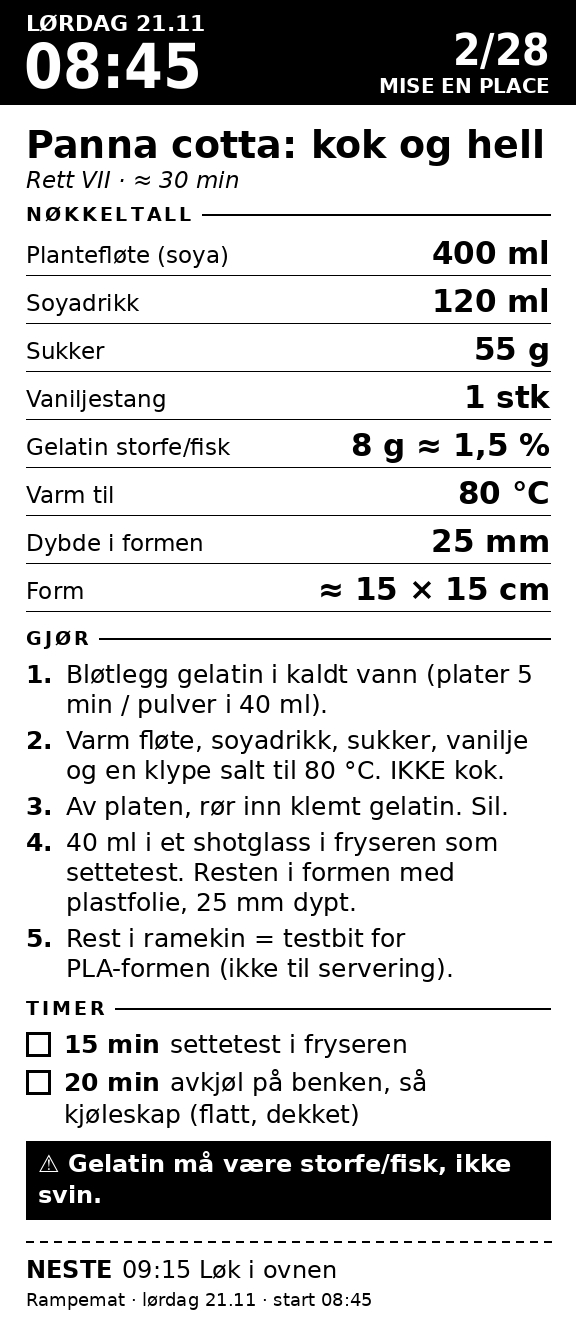 LØRDAG 21.11
08:45
2/28
MISE EN PLACE
Panna cotta: kok og hell
Rett VII · ≈ 30 min
NØKKELTALL
Plantefløte (soya) 400 ml
Soyadrikk 120 ml
Sukker 55 g
Vaniljestang 1 stk
Gelatin storfe/fisk 8 g ≈ 1,5 %
Varm til 80 °C
Dybde i formen 25 mm
Form ≈ 15 × 15 cm
GJØR
1. Bløtlegg gelatin i kaldt vann (plater 5
min / pulver i 40 ml).
2. Varm fløte, soyadrikk, sukker, vanilje
og en klype salt til 80 °C. IKKE kok.
3. Av platen, rør inn klemt gelatin. Sil.
4. 40 ml i et shotglass i fryseren som
settetest. Resten i formen med
plastfolie, 25 mm dypt.
5. Rest i ramekin = testbit for
PLA-formen (ikke til servering).
TIMER
☐ 15 min settetest i fryseren
☐ 20 min avkjøl på benken, så
kjøleskap (flatt, dekket)
⚠ Gelatin må være storfe/fisk, ikke
svin.
NESTE 09:15 Løk i ovnen
Rampemat · lørdag 21.11 · start 08:45